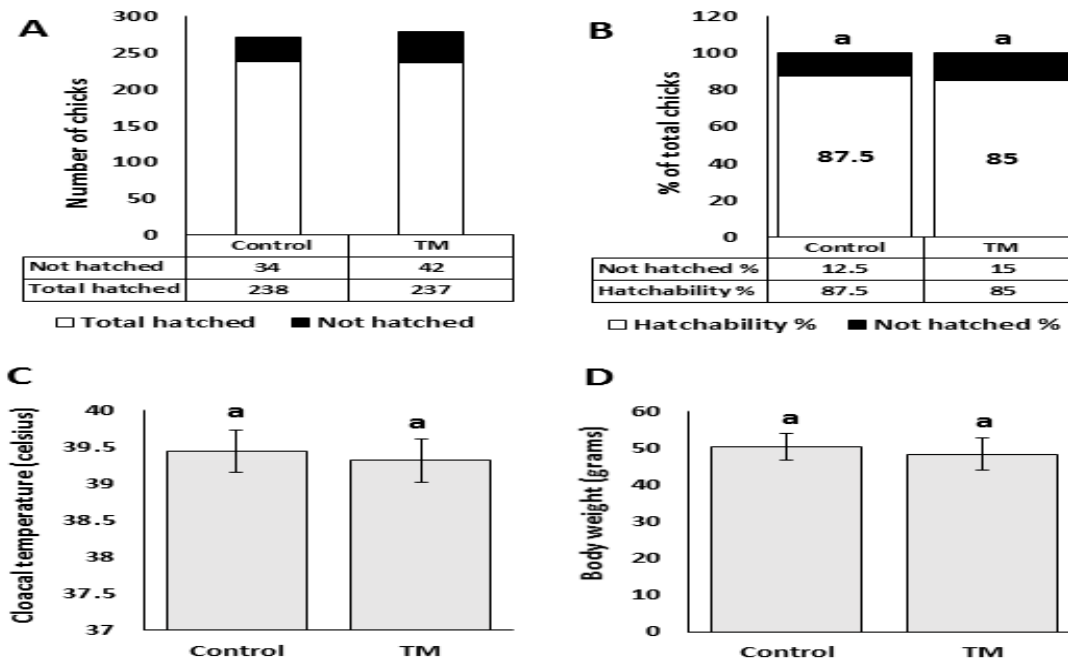 A
Number of chicks
300
250
200
150
100
50
0
Control TM
Not hatched 34 42
Total hatched 238 237
Total hatched Not hatched
B
% of total chicks
120
100
80
60
40
20
0
a a
87.5 85
Control TM
Not hatched % 12.5 15
Hatchability % 87.5 85
Hatchability % Not hatched %
C
Cloacal temperature (celsius)
40
39.5
39
38.5
38
37.5
37
a a
Control TM
D
Body weight (grams)
60
50
40
30
20
10
0
a a
Control TM